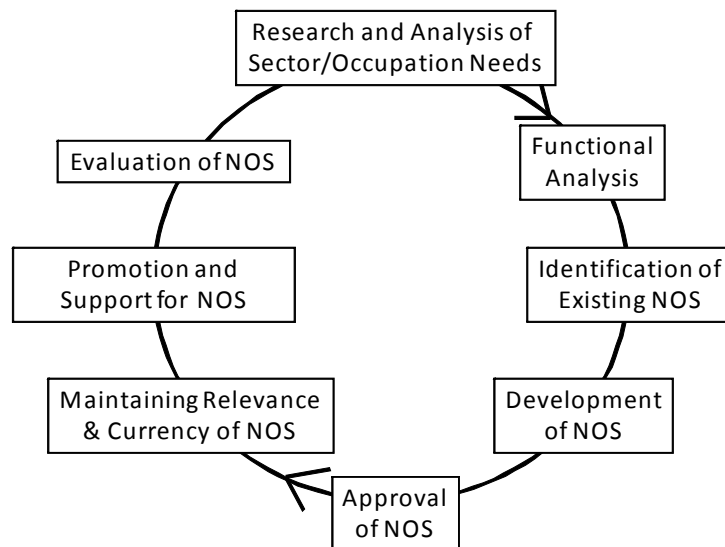 Research and Analysis of
Sector/Occupation Needs
Functional
Analysis
Identification of
Existing NOS
Development
of NOS
Approval
of NOS
Maintaining Relevance
& Currency of NOS
Promotion and
Support for NOS
Evaluation of NOS